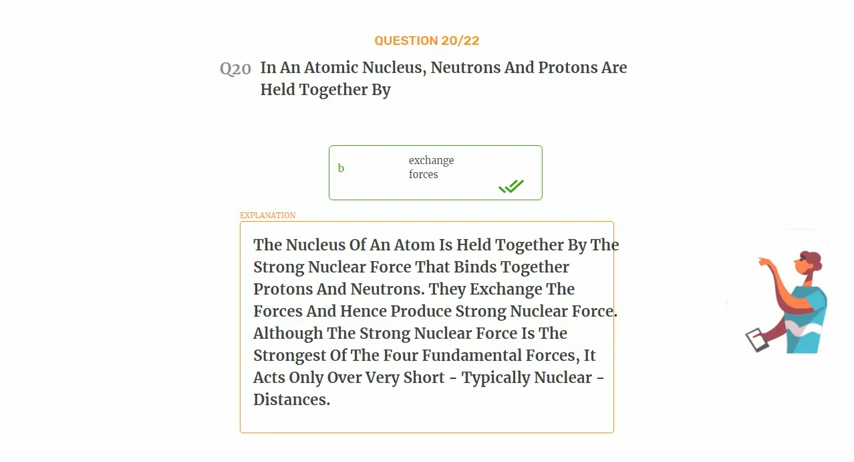 QUESTION 20/22
Q20 In An Atomic Nucleus, Neutrons And Protons Are
Held Together By
b exchange
forces
EXPLANATION
The Nucleus Of An Atom Is Held Together By The
Strong Nuclear Force That Binds Together
Protons And Neutrons. They Exchange The
Forces And Hence Produce Strong Nuclear Force.
Although The Strong Nuclear Force Is The
Strongest Of The Four Fundamental Forces, It
Acts Only Over Very Short - Typically Nuclear -
Distances.